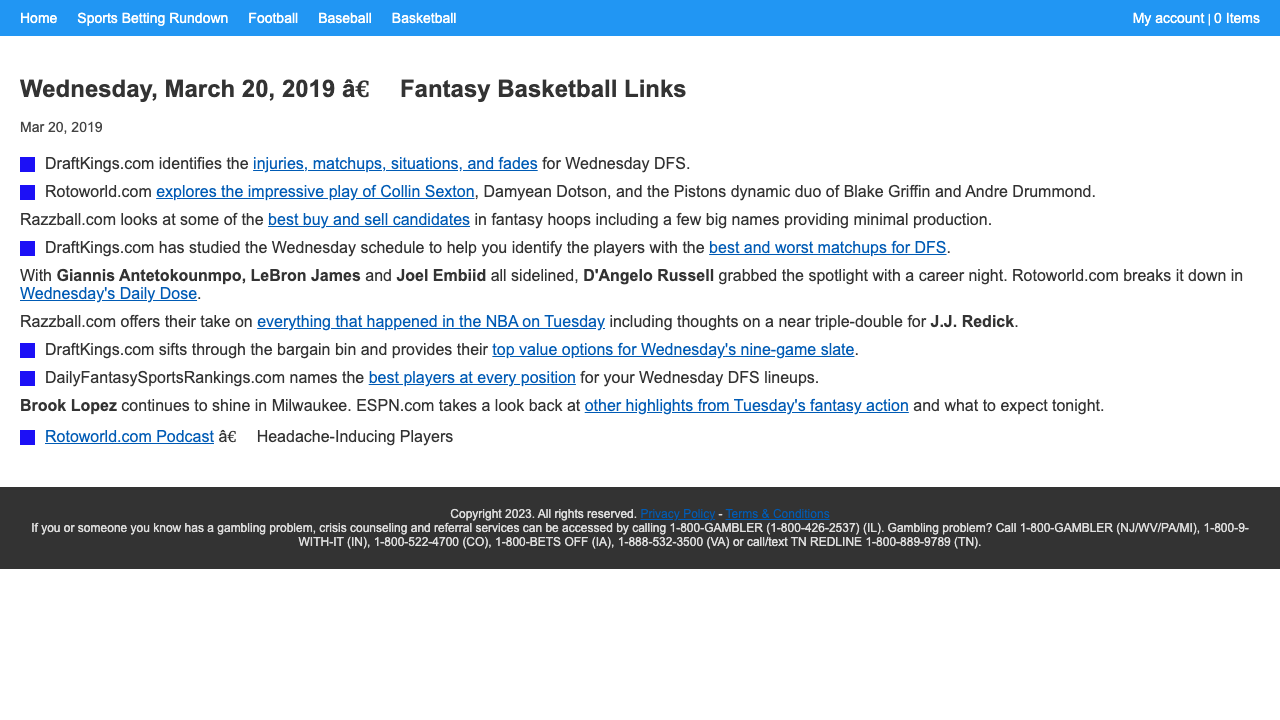 Home Sports Betting Rundown Football Baseball Basketball My account | 0 Items
Wednesday, March 20, 2019 â€ Fantasy Basketball Links
Mar 20, 2019
DraftKings.com identifies the injuries, matchups, situations, and fades for Wednesday DFS.
Rotoworld.com explores the impressive play of Collin Sexton, Damyean Dotson, and the Pistons dynamic duo of Blake Griffin and Andre Drummond.
Razzball.com looks at some of the best buy and sell candidates in fantasy hoops including a few big names providing minimal production.
DraftKings.com has studied the Wednesday schedule to help you identify the players with the best and worst matchups for DFS.
With Giannis Antetokounmpo, LeBron James and Joel Embiid all sidelined, D'Angelo Russell grabbed the spotlight with a career night. Rotoworld.com breaks it down in
Wednesday's Daily Dose.
Razzball.com offers their take on everything that happened in the NBA on Tuesday including thoughts on a near triple-double for J.J. Redick.
DraftKings.com sifts through the bargain bin and provides their top value options for Wednesday's nine-game slate.
DailyFantasySportsRankings.com names the best players at every position for your Wednesday DFS lineups.
Brook Lopez continues to shine in Milwaukee. ESPN.com takes a look back at other highlights from Tuesday's fantasy action and what to expect tonight.
Rotoworld.com Podcast â€ Headache-Inducing Players
Copyright 2023. All rights reserved. Privacy Policy - Terms & Conditions
If you or someone you know has a gambling problem, crisis counseling and referral services can be accessed by calling 1-800-GAMBLER (1-800-426-2537) (IL). Gambling problem? Call 1-800-GAMBLER (NJ/WV/PA/MI), 1-800-9-
WITH-IT (IN), 1-800-522-4700 (CO), 1-800-BETS OFF (IA), 1-888-532-3500 (VA) or call/text TN REDLINE 1-800-889-9789 (TN).